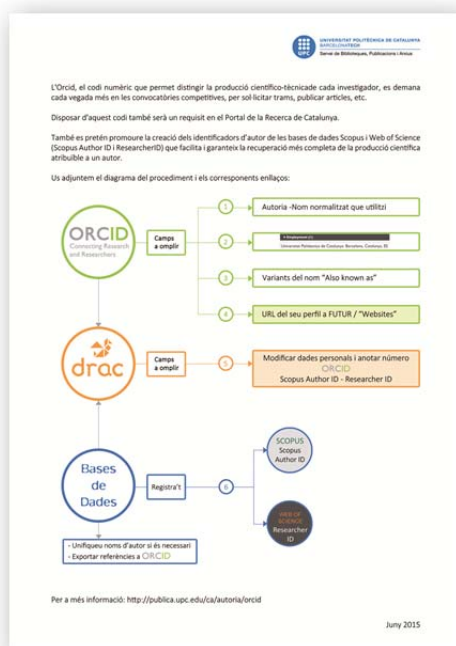 UNIVERSITAT POLITÈCNICA DE CATALUNYA
BARCELONATECH
Servei de Biblioteques, Publicacions i Arxius
UPC
L'Orcid, el codi numèric que permet distingir la producció científico-tècnicade cada investigador, es demana
cada vegada més en les convocatòries competitives, per sol·licitar trams, publicar articles, etc.
Disposar d'aquest codi també serà un requisit en el Portal de la Recerca de Catalunya.
També es pretén promoure la creació dels identificadors d'autor de les bases de dades Scopus i Web of Science
(Scopus Author ID i ResearcherID) que facilita i garanteix la recuperació més completa de la producció científica
atribuïble a un autor.
Us adjuntem el diagrama del procediment i els corresponents enllaços:
ORCID
Connecting Research
and Researchers
Camps
a omplir
1
Autoria -Nom normalitzat que utilitzi
2
Employment (1)
Universitat Politècnica de Catalunya: Barcelona, Catalunya, ES
3
Variants del nom "Also known as"
4
URL del seu perfil a FUTUR / "Websites"
drac
Camps
a omplir
5
Modificar dades personals i anotar número
ORCID
Scopus Author ID - Researcher ID
Bases
de
Dades
Registra't
6
SCOPUS
Scopus
Author ID
WEB OF
SCIENCE
Researcher
ID
- Unifiqueu noms d'autor si és necessari
- Exportar referències a ORCID
Per a més informació: http://publica.upc.edu/ca/autoria/orcid
Juny 2015